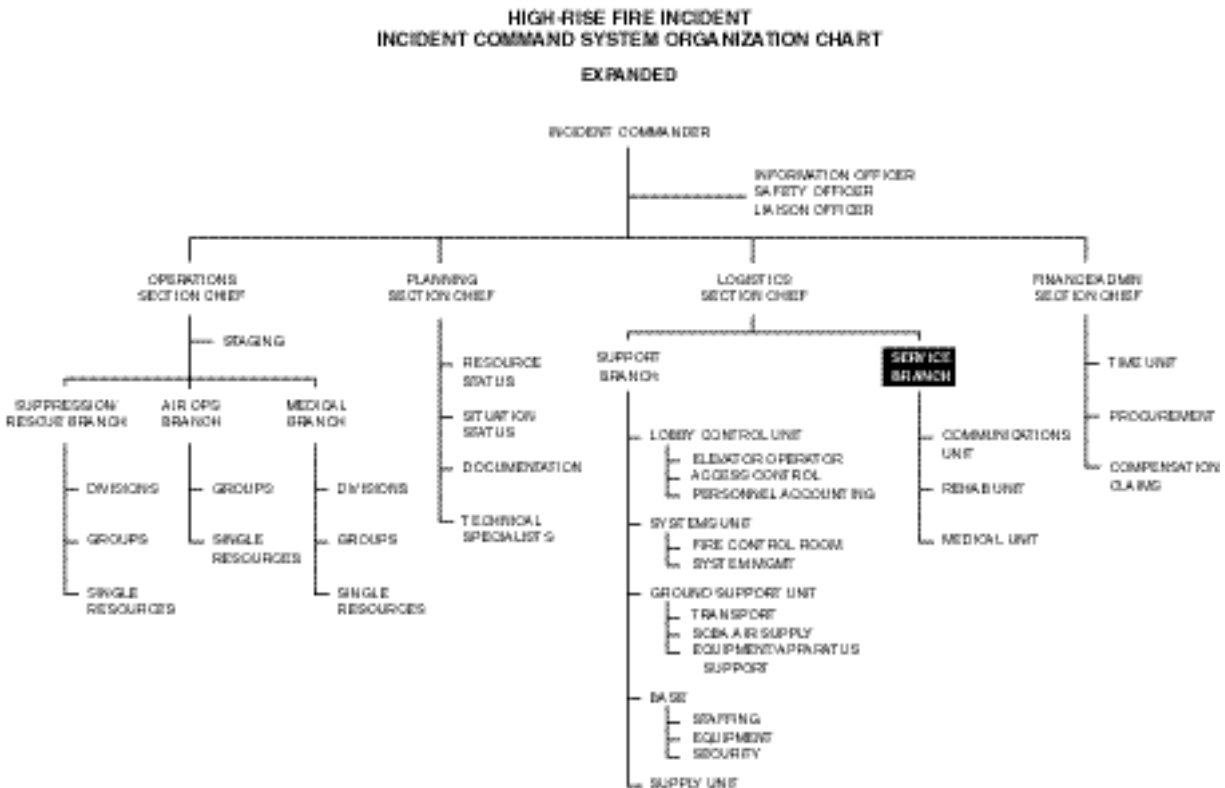 HIGH-RISE FIRE INCIDENT
INCIDENT COMMAND SYSTEM ORGANIZATION CHART
EXPANDED
INCIDENT COMMANDER
INFORMATION OFFICER
SAFETY OFFICER
LIAISON OFFICER
OPERATIONS
SECTION CHIEF
PLANNING
SECTION CHIEF
LOGISTICS
SECTION CHIEF
FINANCE/ADMIN
SECTION CHIEF
STAGING
SUPPRESSION/
RESCUE BRANCH
AIR OPS
BRANCH
MEDICAL
BRANCH
DIVISIONS
GROUPS
SINGLE
RESOURCES
GROUPS
SINGLE
RESOURCES
DIVISIONS
GROUPS
SINGLE
RESOURCES
RESOURCE
STATUS
SITUATION
STATUS
DOCUMENTATION
TECHNICAL
SPECIALISTS
SUPPORT
BRANCH
LOBBY CONTROL UNIT
ELEVATOR OPERATOR
ACCESS CONTROL
PERSONNEL ACCOUNTING
SYSTEMS UNIT
FIRE CONTROL ROOM
SYSTEM MGMT
GROUND SUPPORT UNIT
TRANSPORT
SCBA AIR SUPPLY
EQUIPMENT/APPARATUS
SUPPORT
BASE
STAFFING
EQUIPMENT
SECURITY
SUPPLY UNIT
SERVICE
BRANCH
COMMUNICATIONS
UNIT
REHAB UNIT
MEDICAL UNIT
TIME UNIT
PROCUREMENT
COMPENSATION
CLAIMS